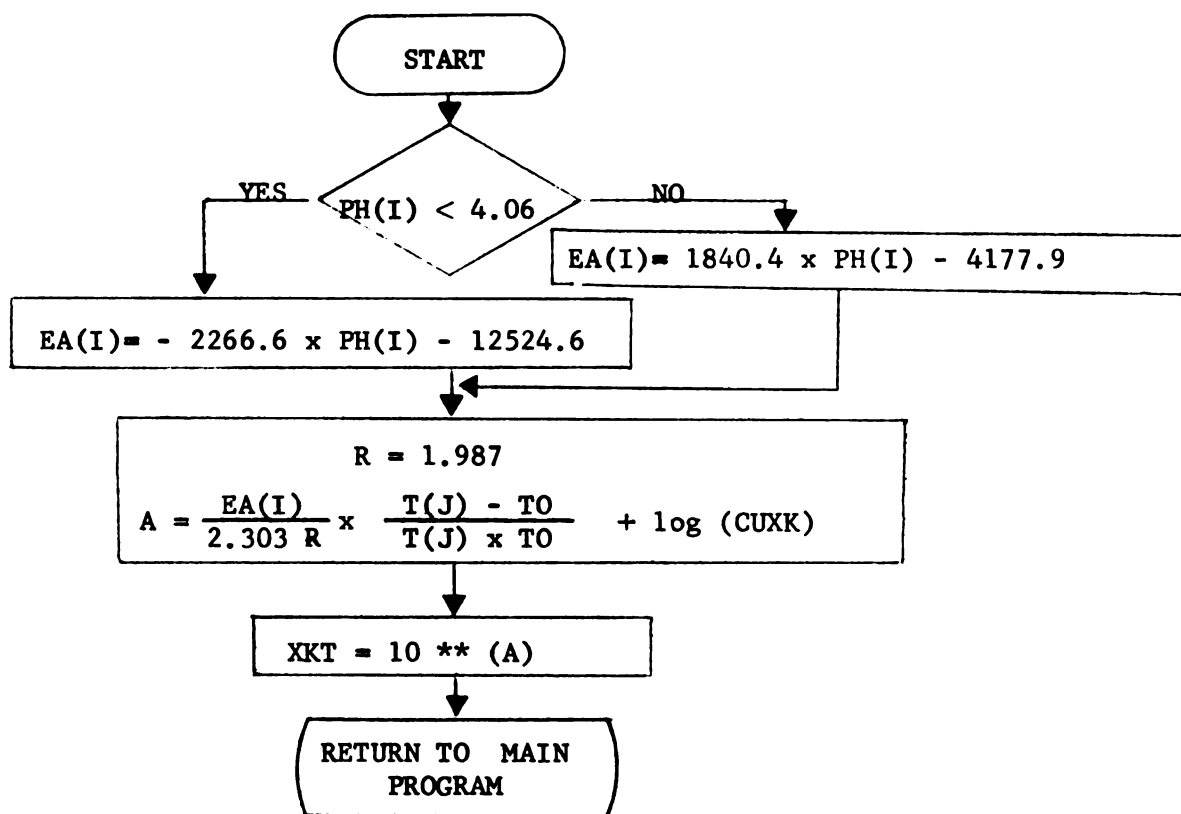 START
YES
PH(I) < 4.06
NO
EA(I)= 1840.4 x PH(I) - 4177.9
EA(I)= - 2266.6 x PH(I) - 12524.6
R = 1.987
A = EA(I) / 2.303 R x T(J) - TO / T(J) x TO + log (CUXK)
XKT = 10 ** (A)
RETURN TO MAIN
PROGRAM